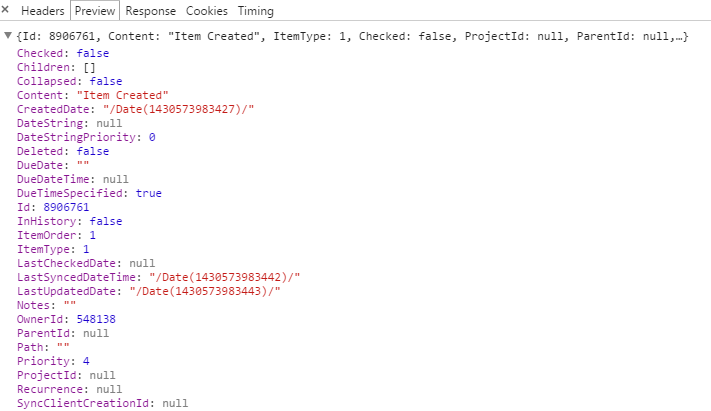 × Headers Preview Response Cookies Timing
▼{Id: 8906761, Content: "Item Created", ItemType: 1, Checked: false, ProjectId: null, ParentId: null,…}
Checked: false
Children: []
Collapsed: false
Content: "Item Created"
CreatedDate: "/Date(1430573983427)/"
DateString: null
DateStringPriority: 0
Deleted: false
DueDate: ""
DueDateTime: null
DueTimeSpecified: true
Id: 8906761
InHistory: false
ItemOrder: 1
ItemType: 1
LastCheckedDate: null
LastSyncedDateTime: "/Date(1430573983442)/"
LastUpdatedDate: "/Date(1430573983443)/"
Notes: ""
OwnerId: 548138
ParentId: null
Path: ""
Priority: 4
ProjectId: null
Recurrence: null
SyncClientCreationId: null